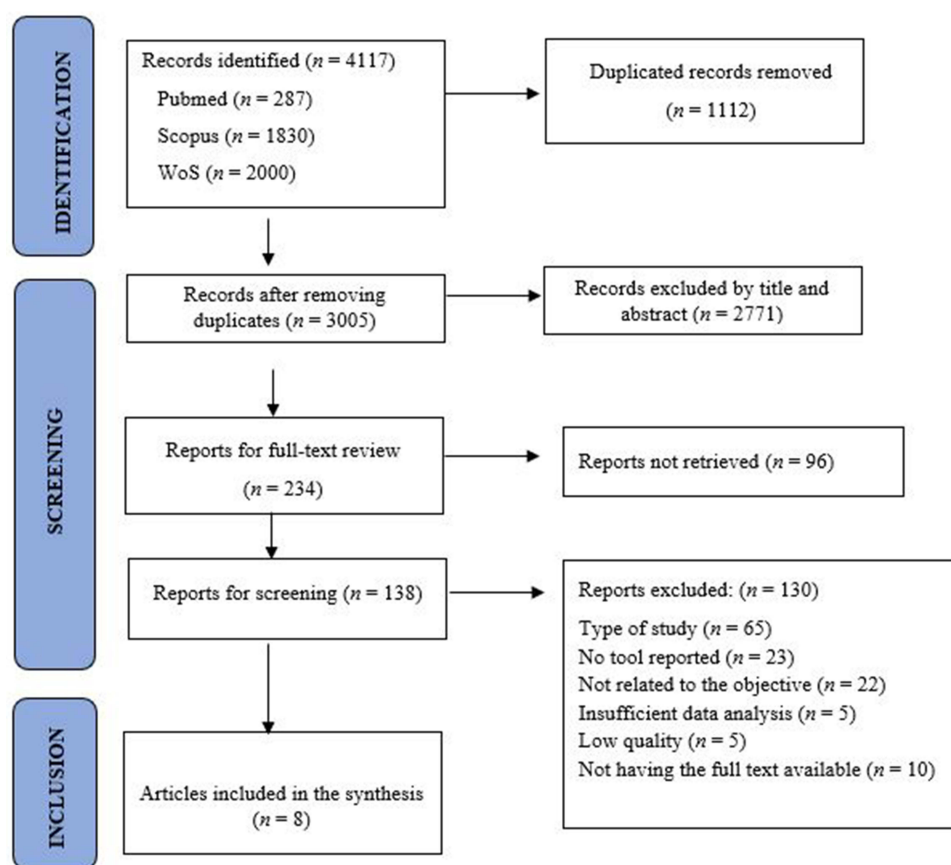 IDENTIFICATION
Records identified (n = 4117)
Pubmed (n = 287)
Scopus (n = 1830)
WoS (n = 2000)
Duplicated records removed
(n = 1112)
SCREENING
Records after removing
duplicates (n = 3005)
Records excluded by title and
abstract (n = 2771)
Reports for full-text review
(n = 234)
Reports not retrieved (n = 96)
Reports for screening (n = 138)
Reports excluded: (n = 130)
Type of study (n = 65)
No tool reported (n = 23)
Not related to the objective (n = 22)
Insufficient data analysis (n = 5)
Low quality (n = 5)
Not having the full text available (n = 10)
INCLUSION
Articles included in the synthesis
(n = 8)